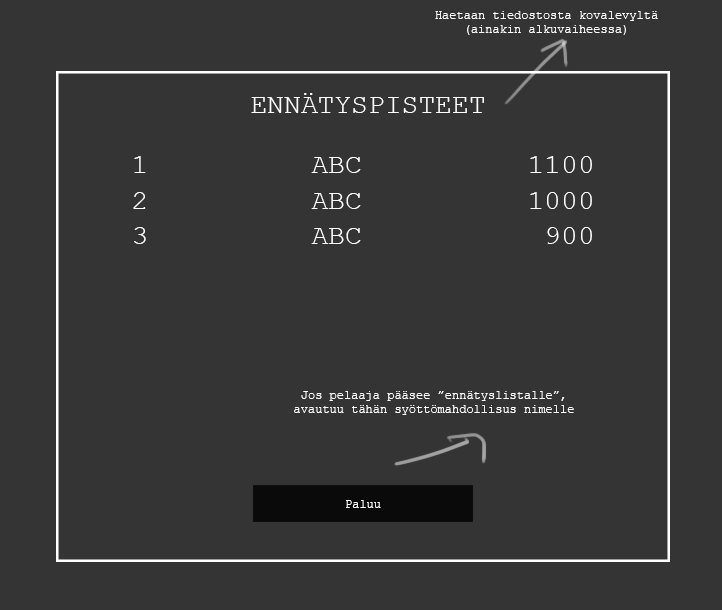 Haetaan tiedostosta kovalevyltä
(ainakin alkuvaiheessa)
ENNÄTYSPISTEET
1 ABC 1100
2 ABC 1000
3 ABC 900
Jos pelaaja pääsee ”ennätyslistalle”,
avautuu tähän syöttömahdollisus nimelle
Paluu